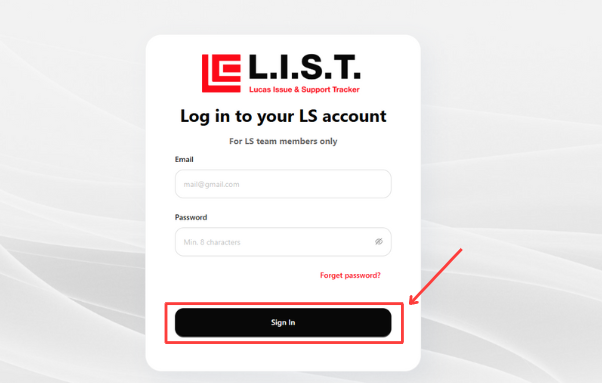 L.I.S.T.
Lucas Issue & Support Tracker
Log in to your LS account
For LS team members only
Email
mail@gmail.com
Password
Min. 8 characters
Forget password?
Sign In